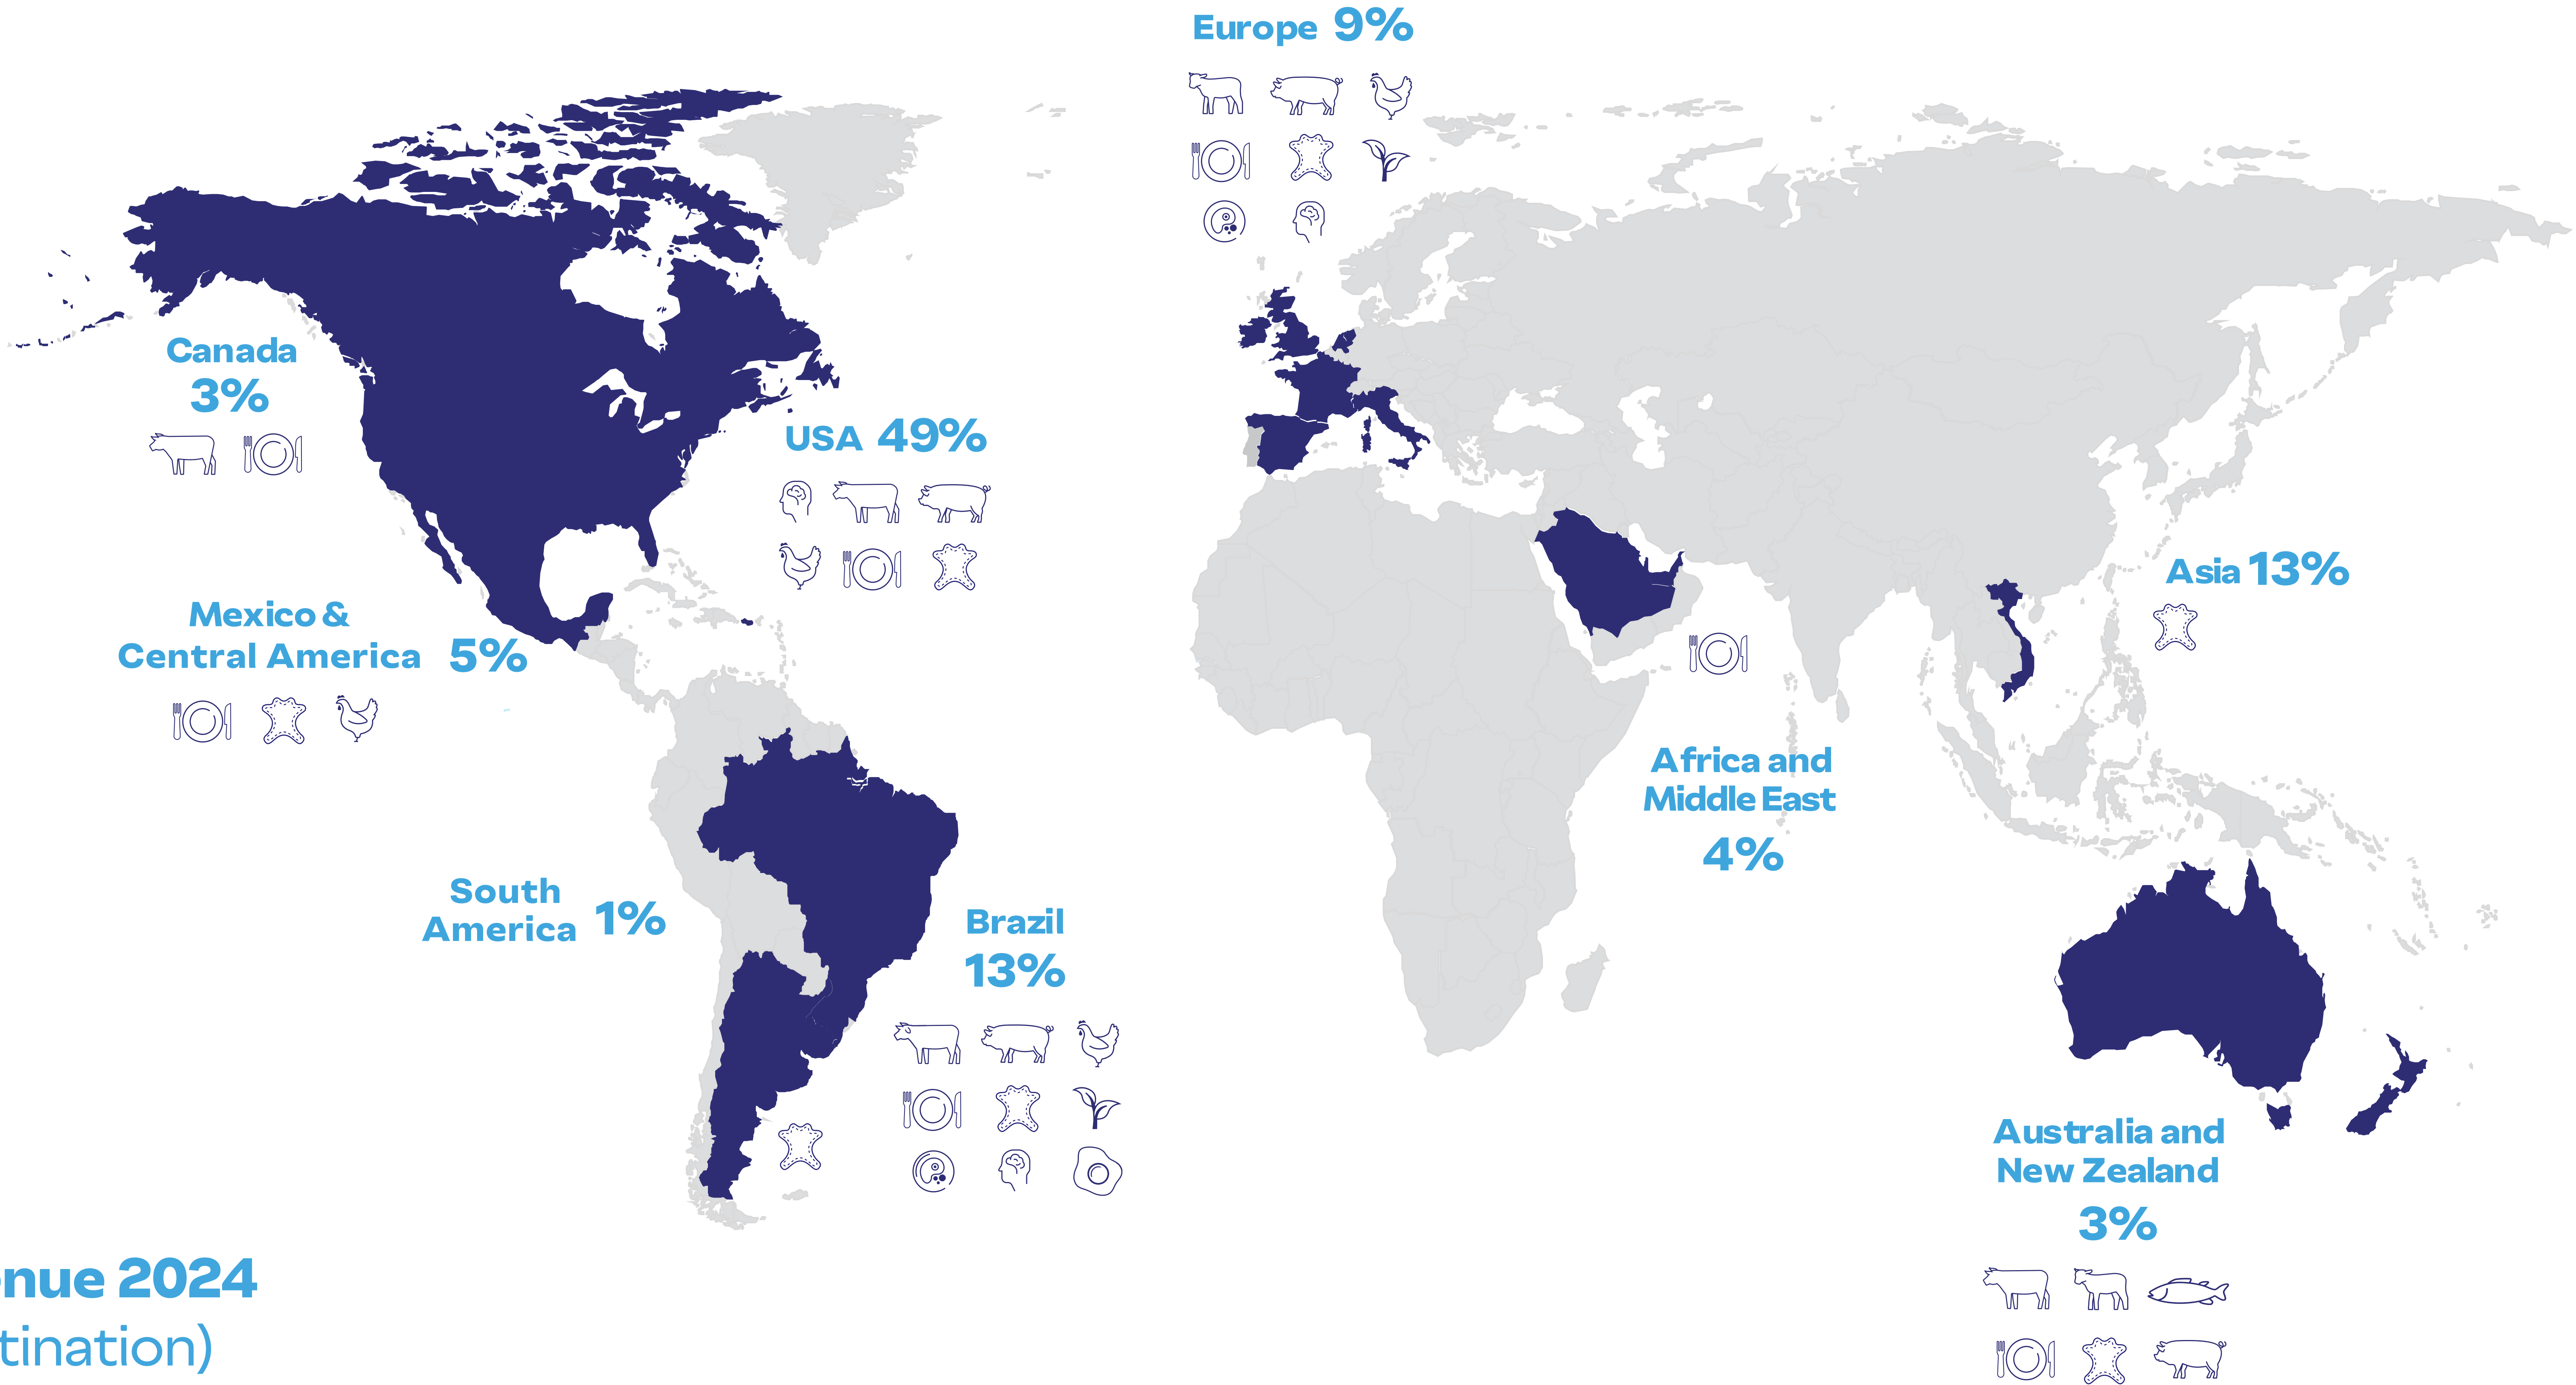 Europe 9%
Canada
3%
USA 49%
Mexico &
Central America 5%
Asia 13%
Africa and
Middle East
4%
South
America 1%
Brazil
13%
Australia and
New Zealand
3%
nue 2024
tination)